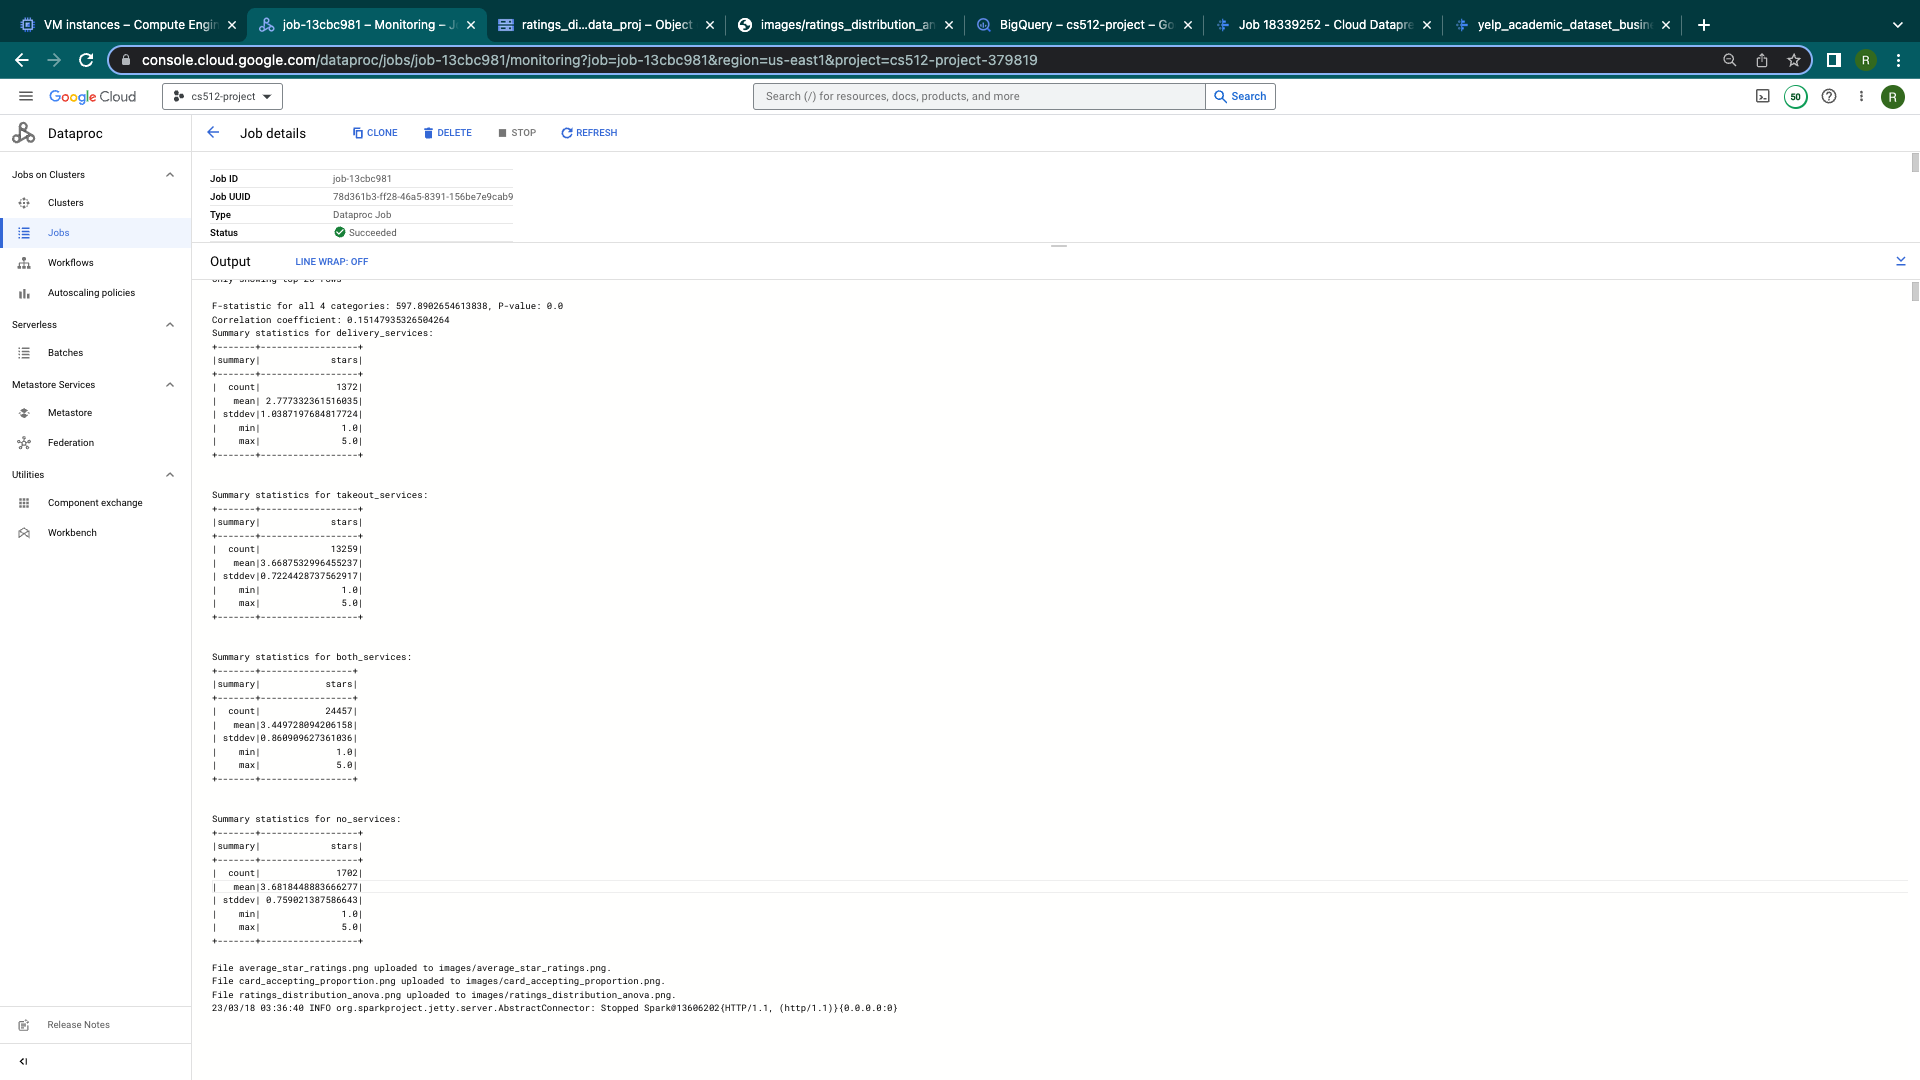 VM instances – Compute Engin
job-13cbc981 – Monitoring – J
ratings_di...data_proj – Object
images/ratings_distribution_an
BigQuery – cs512-project – Go
Job 18339252 - Cloud Datapre
yelp_academic_dataset_busin
console.cloud.google.com/dataproc/jobs/job-13cbc981/monitoring?job=job-13cbc981&region=us-east1&project=cs512-project-379819
R
Google Cloud
cs512-project
Search (/) for resources, docs, products, and more
Search
50
R
Dataproc
Job details
CLONE
DELETE
STOP
REFRESH
Jobs on Clusters
Clusters
Jobs
Workflows
Autoscaling policies
Serverless
Batches
Metastore Services
Metastore
Federation
Utilities
Component exchange
Workbench
Release Notes
Job ID job-13cbc981
Job UUID 78d361b3-ff28-46a5-8391-156be7e9cab9
Type Dataproc Job
Status Succeeded
Output
LINE WRAP: OFF
only showing top 20 rows
F-statistic for all 4 categories: 597.8902654613838, P-value: 0.0
Correlation coefficient: 0.15147935326504264
Summary statistics for delivery_services:
+-------+------------------+
|summary|             stars|
+-------+------------------+
|  count|              1372|
|   mean| 2.777332361516035|
| stddev|1.0387197684817724|
|    min|               1.0|
|    max|               5.0|
+-------+------------------+
Summary statistics for takeout_services:
+-------+------------------+
|summary|             stars|
+-------+------------------+
|  count|             13259|
|   mean|3.6687532996455237|
| stddev|0.7224428737562917|
|    min|               1.0|
|    max|               5.0|
+-------+------------------+
Summary statistics for both_services:
+-------+-----------------+
|summary|            stars|
+-------+-----------------+
|  count|            24457|
|   mean|3.449728094206158|
| stddev|0.860909627361036|
|    min|              1.0|
|    max|              5.0|
+-------+-----------------+
Summary statistics for no_services:
+-------+------------------+
|summary|             stars|
+-------+------------------+
|  count|              1702|
|   mean|3.6818448883666277|
| stddev| 0.759021387586643|
|    min|               1.0|
|    max|               5.0|
+-------+------------------+
File average_star_ratings.png uploaded to images/average_star_ratings.png.
File card_accepting_proportion.png uploaded to images/card_accepting_proportion.png.
File ratings_distribution_anova.png uploaded to images/ratings_distribution_anova.png.
23/03/18 03:36:40 INFO org.sparkproject.jetty.server.AbstractConnector: Stopped Spark@13606202{HTTP/1.1, (http/1.1)}{0.0.0.0:0}